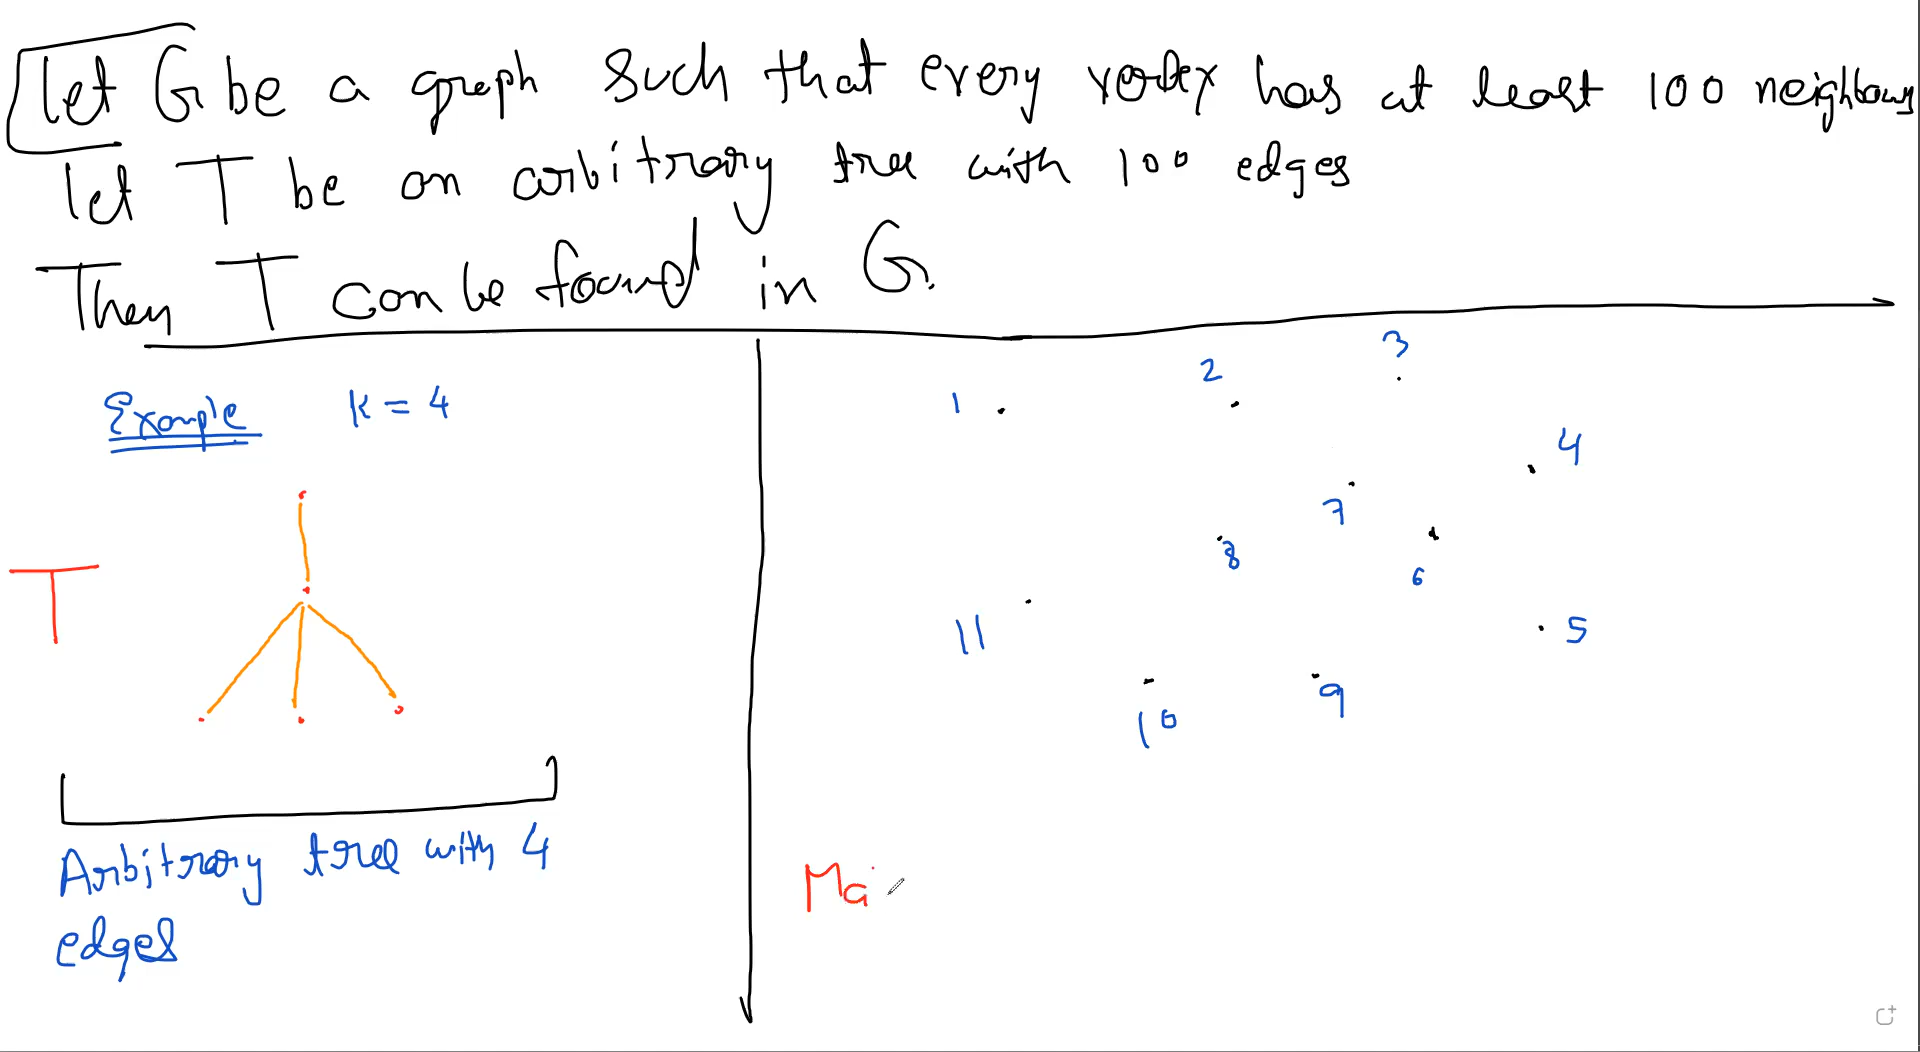 Let G be a graph such that every vertex has at least 100 neighbours
Let T be an arbitrary tree with 100 edges
Then T can be found in G.
Example K = 4
T
Arbitrary tree with 4
edges
1
2
3
4
7
8
6
11
5
10
9
Ma